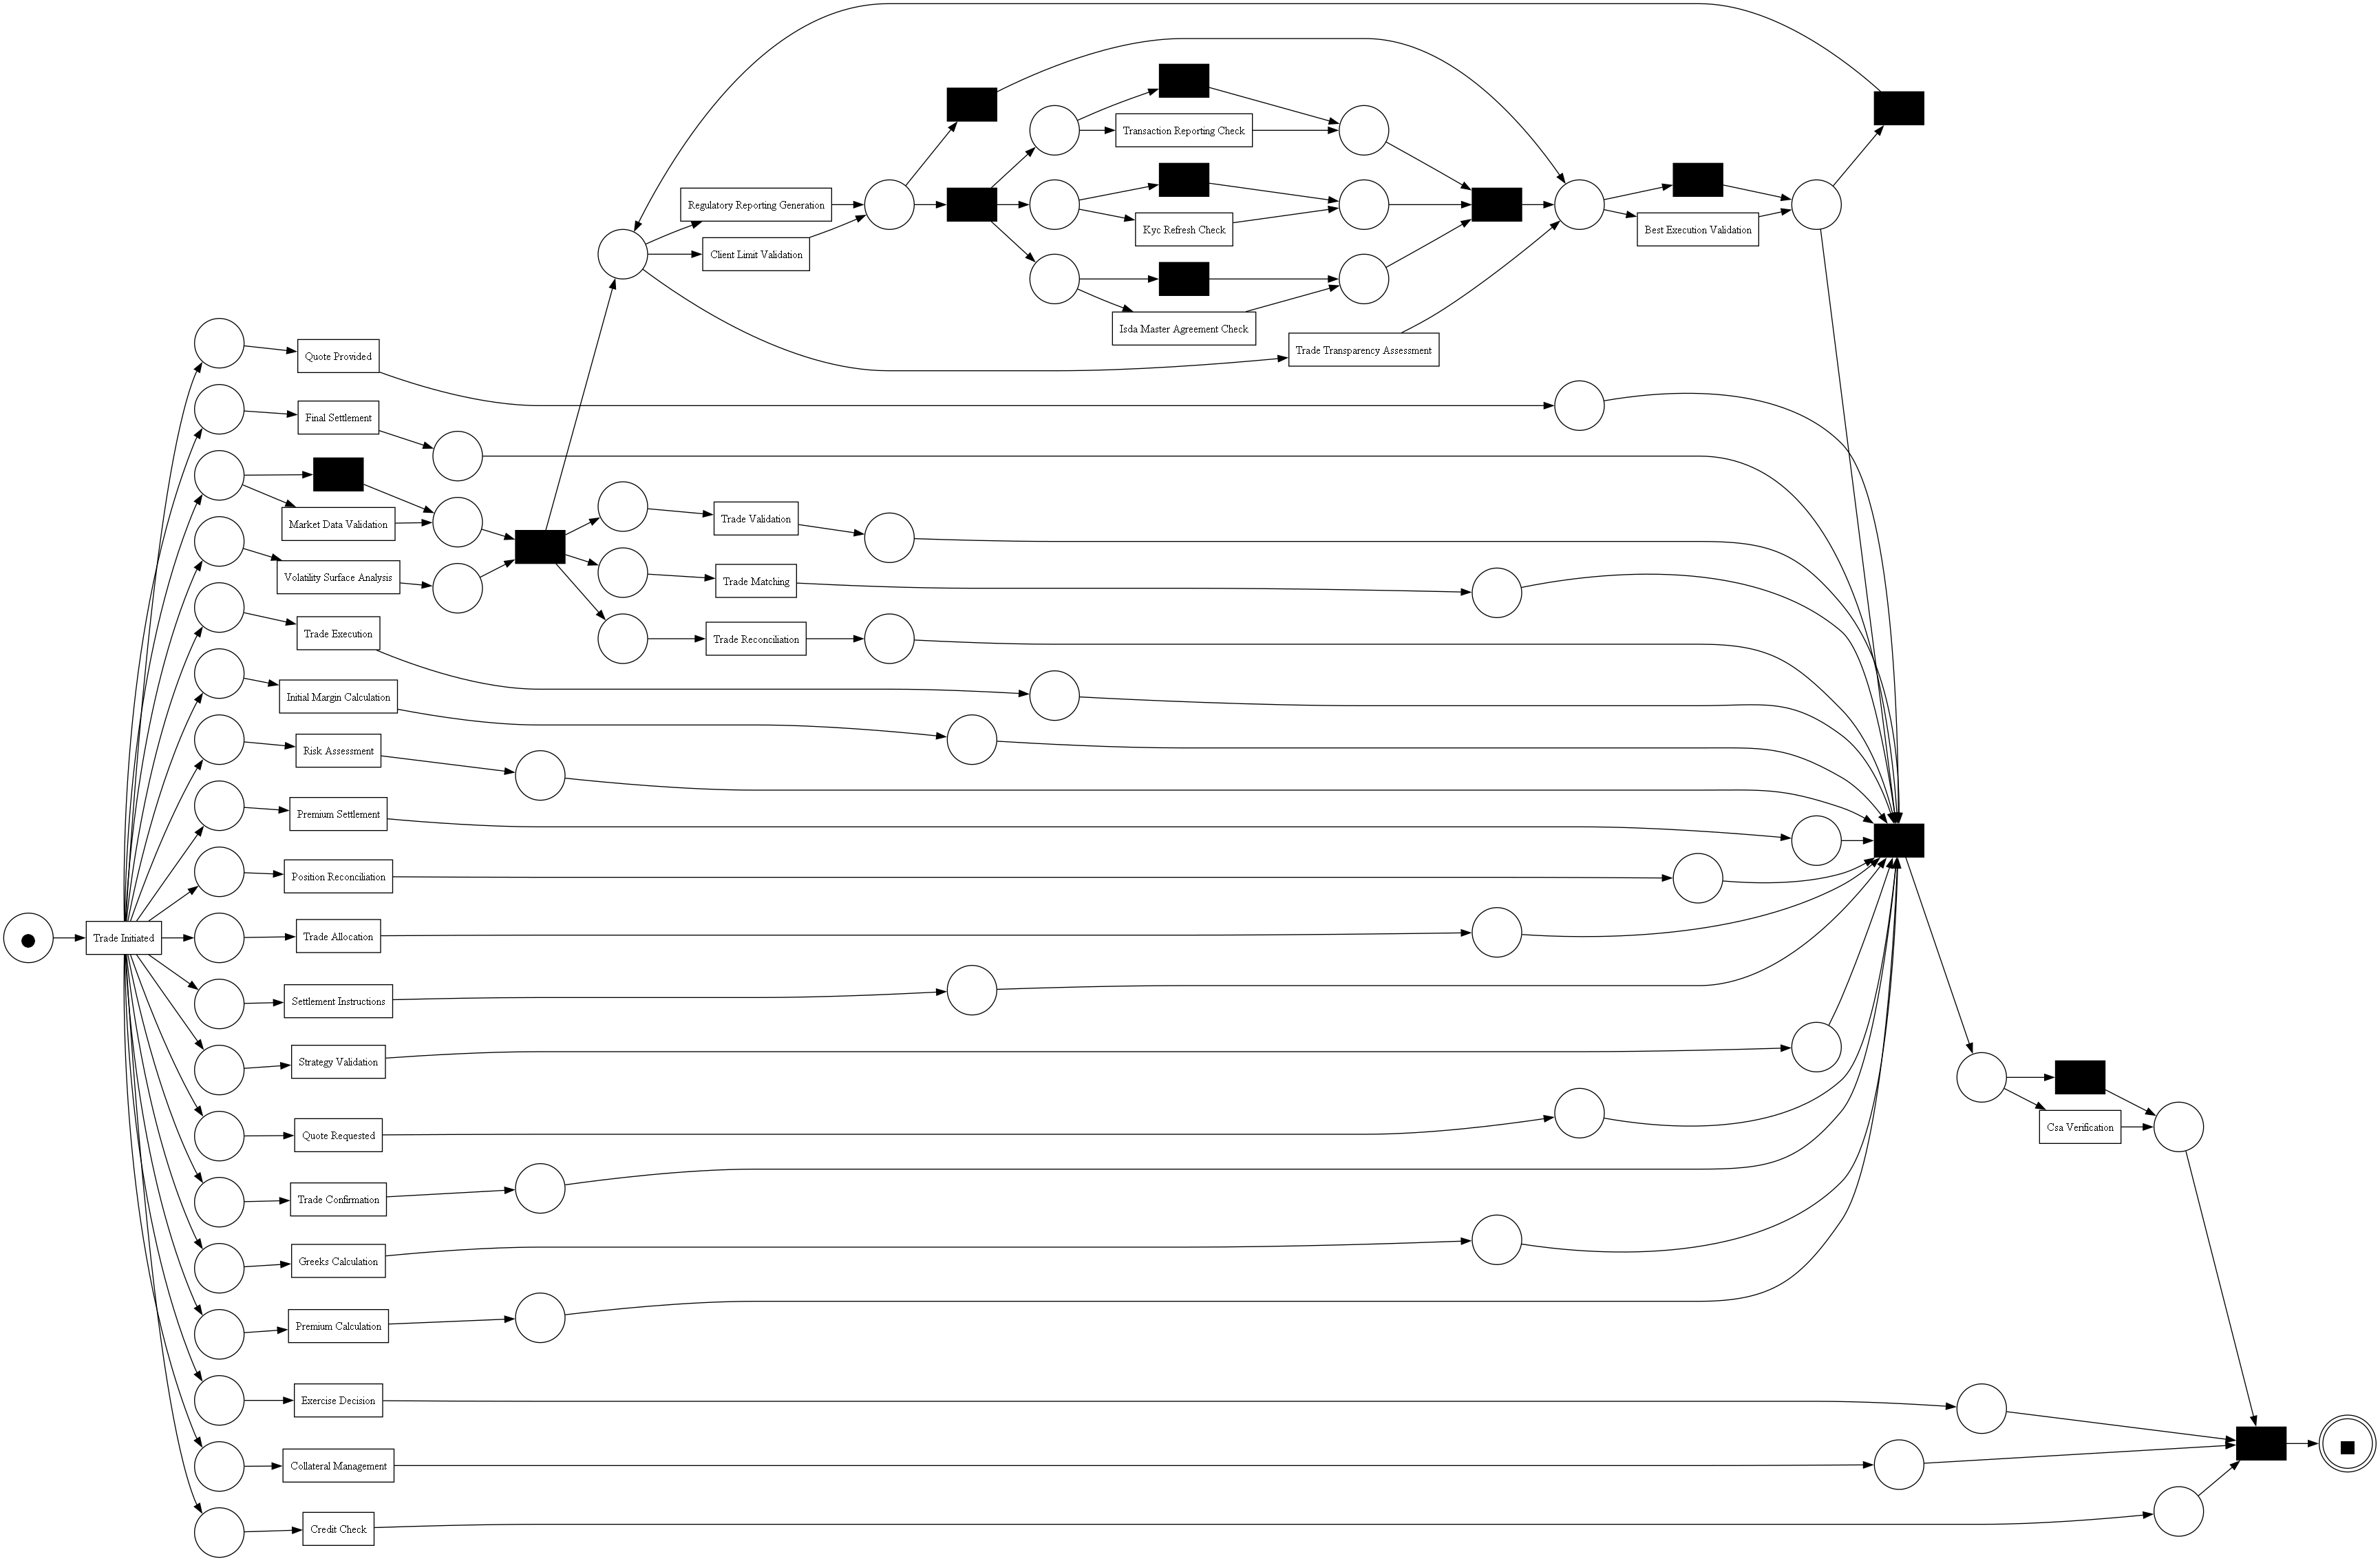 Transaction Reporting Check
Regulatory Reporting Generation
Kyc Refresh Check
Best Execution Validation
Client Limit Validation
Isda Master Agreement Check
Trade Transparency Assessment
Quote Provided
Final Settlement
Market Data Validation
Trade Validation
Volatility Surface Analysis
Trade Matching
Trade Execution
Trade Reconciliation
Initial Margin Calculation
Risk Assessment
Premium Settlement
Position Reconciliation
Trade Initiated
Trade Allocation
Settlement Instructions
Strategy Validation
Csa Verification
Quote Requested
Trade Confirmation
Greeks Calculation
Premium Calculation
Exercise Decision
Collateral Management
Credit Check